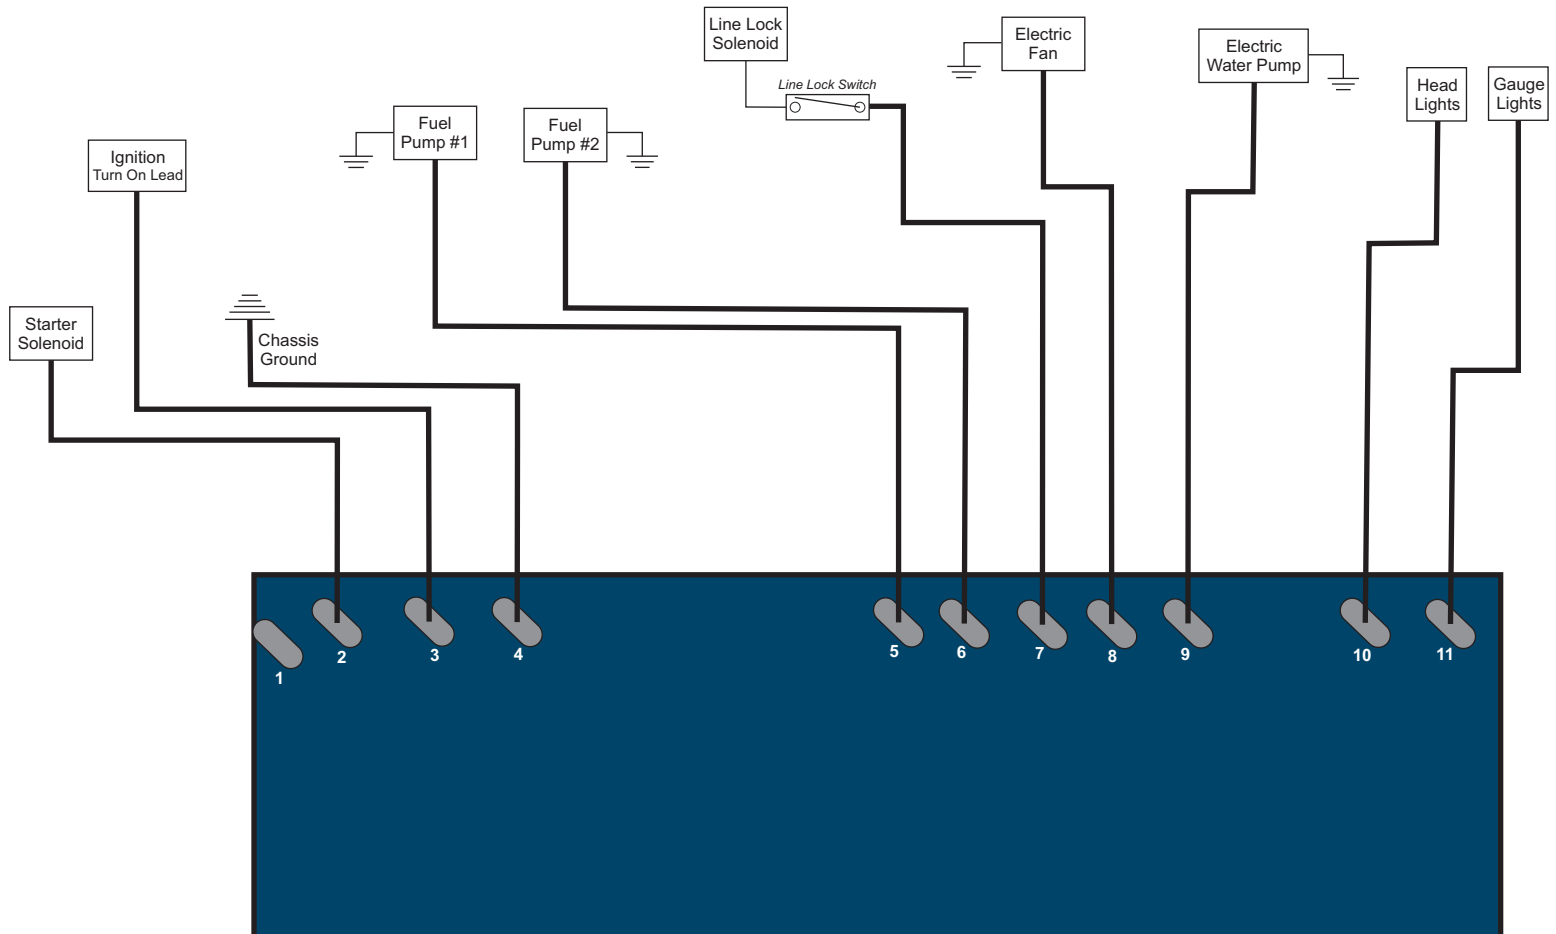 Line Lock
Solenoid
Electric
Fan
Electric
Water Pump
Line Lock Switch
Head
Lights
Gauge
Lights
Fuel
Pump #1
Fuel
Pump #2
Ignition
Turn On Lead
Starter
Solenoid
Chassis
Ground
1
2
3
4
5
6
7
8
9
10
11